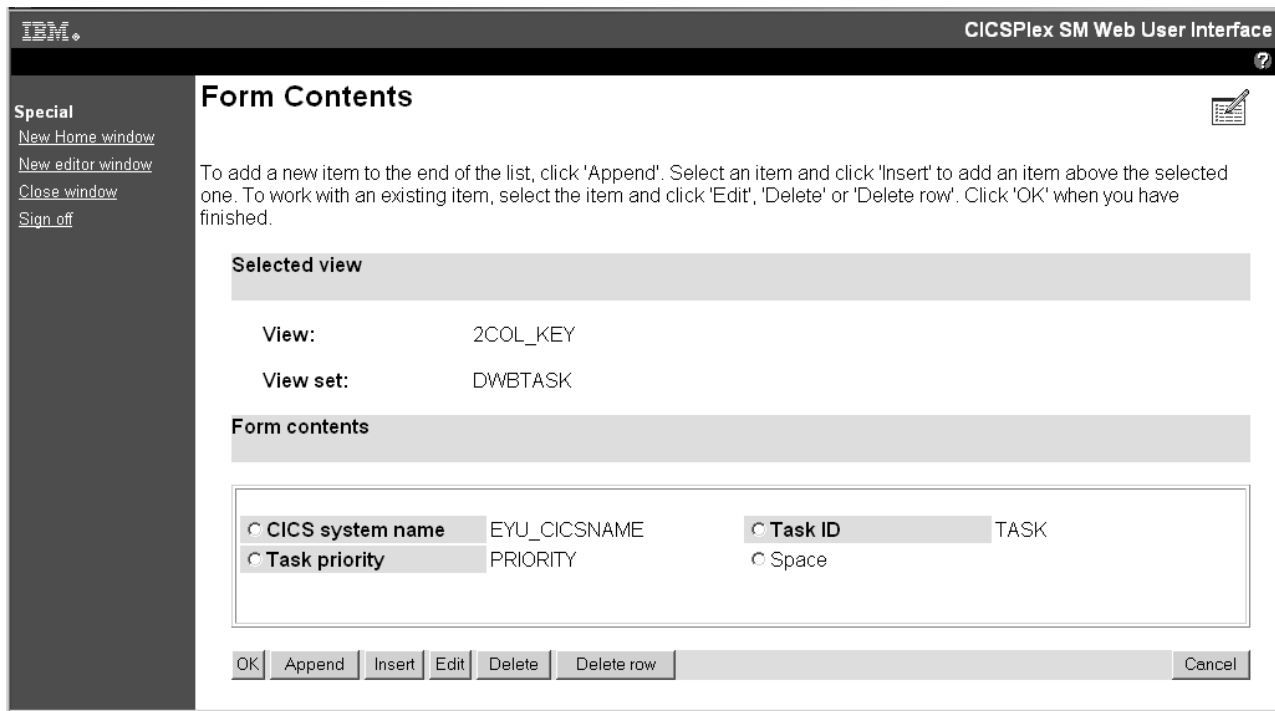 IBM®
CICSPlex SM Web User Interface
?
Special
New Home window
New editor window
Close window
Sign off
Form Contents
To add a new item to the end of the list, click 'Append'. Select an item and click 'Insert' to add an item above the selected
one. To work with an existing item, select the item and click 'Edit', 'Delete' or 'Delete row'. Click 'OK' when you have
finished.
Selected view
View: 2COL_KEY
View set: DWBTASK
Form contents
CICS system name EYU_CICSNAME Task ID TASK
Task priority PRIORITY Space
OK Append Insert Edit Delete Delete row Cancel